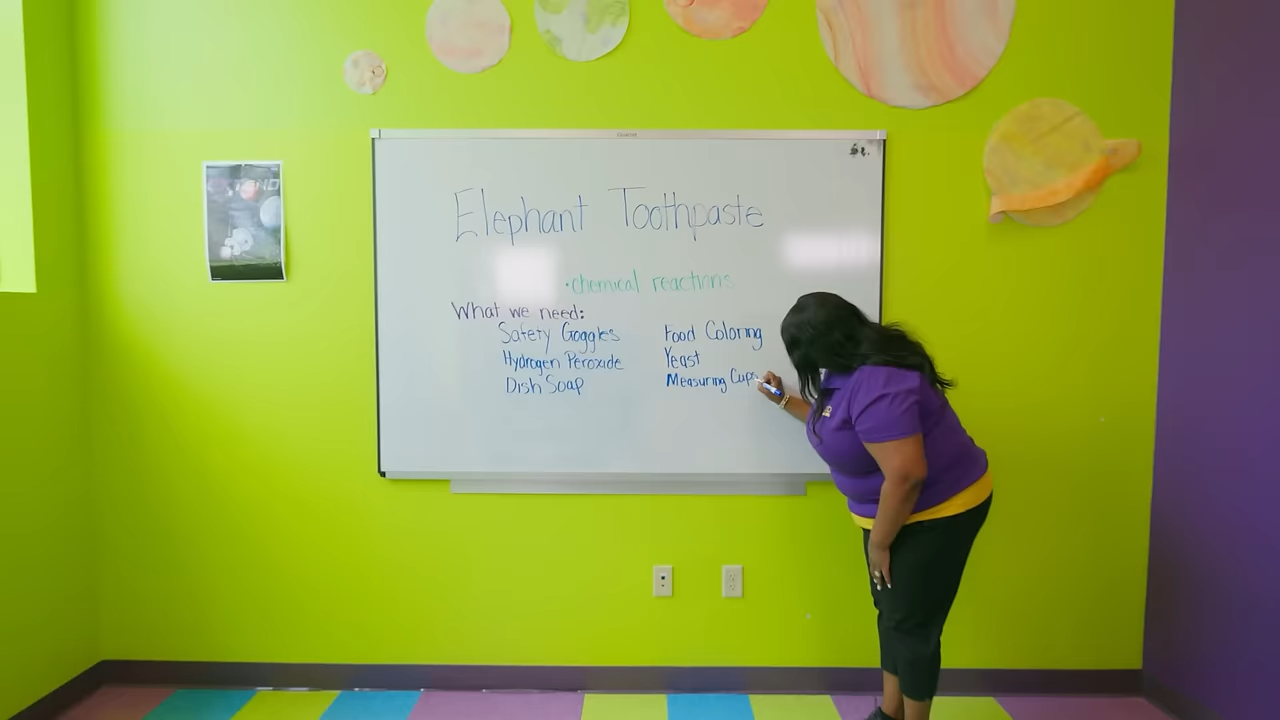 Elephant Toothpaste
•chemical reactions
What we need:
Safety Goggles
Hydrogen Peroxide
Dish Soap
Food Coloring
Yeast
Measuring Cups